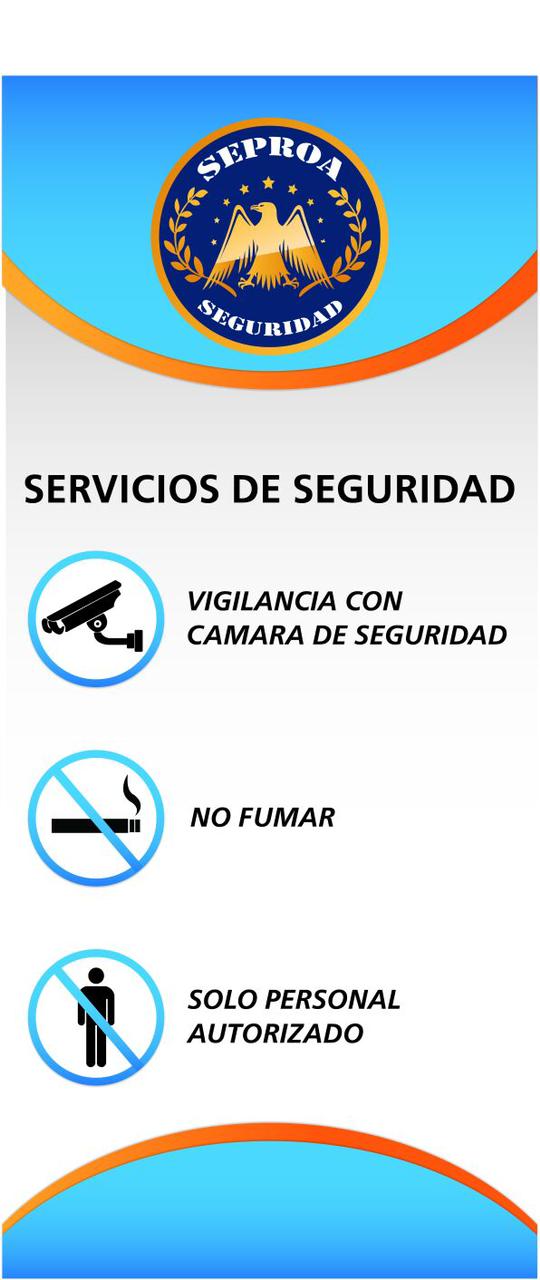 SEPROA
SEGURIDAD
SERVICIOS DE SEGURIDAD
VIGILANCIA CON
CAMARA DE SEGURIDAD
NO FUMAR
SOLO PERSONAL
AUTORIZADO